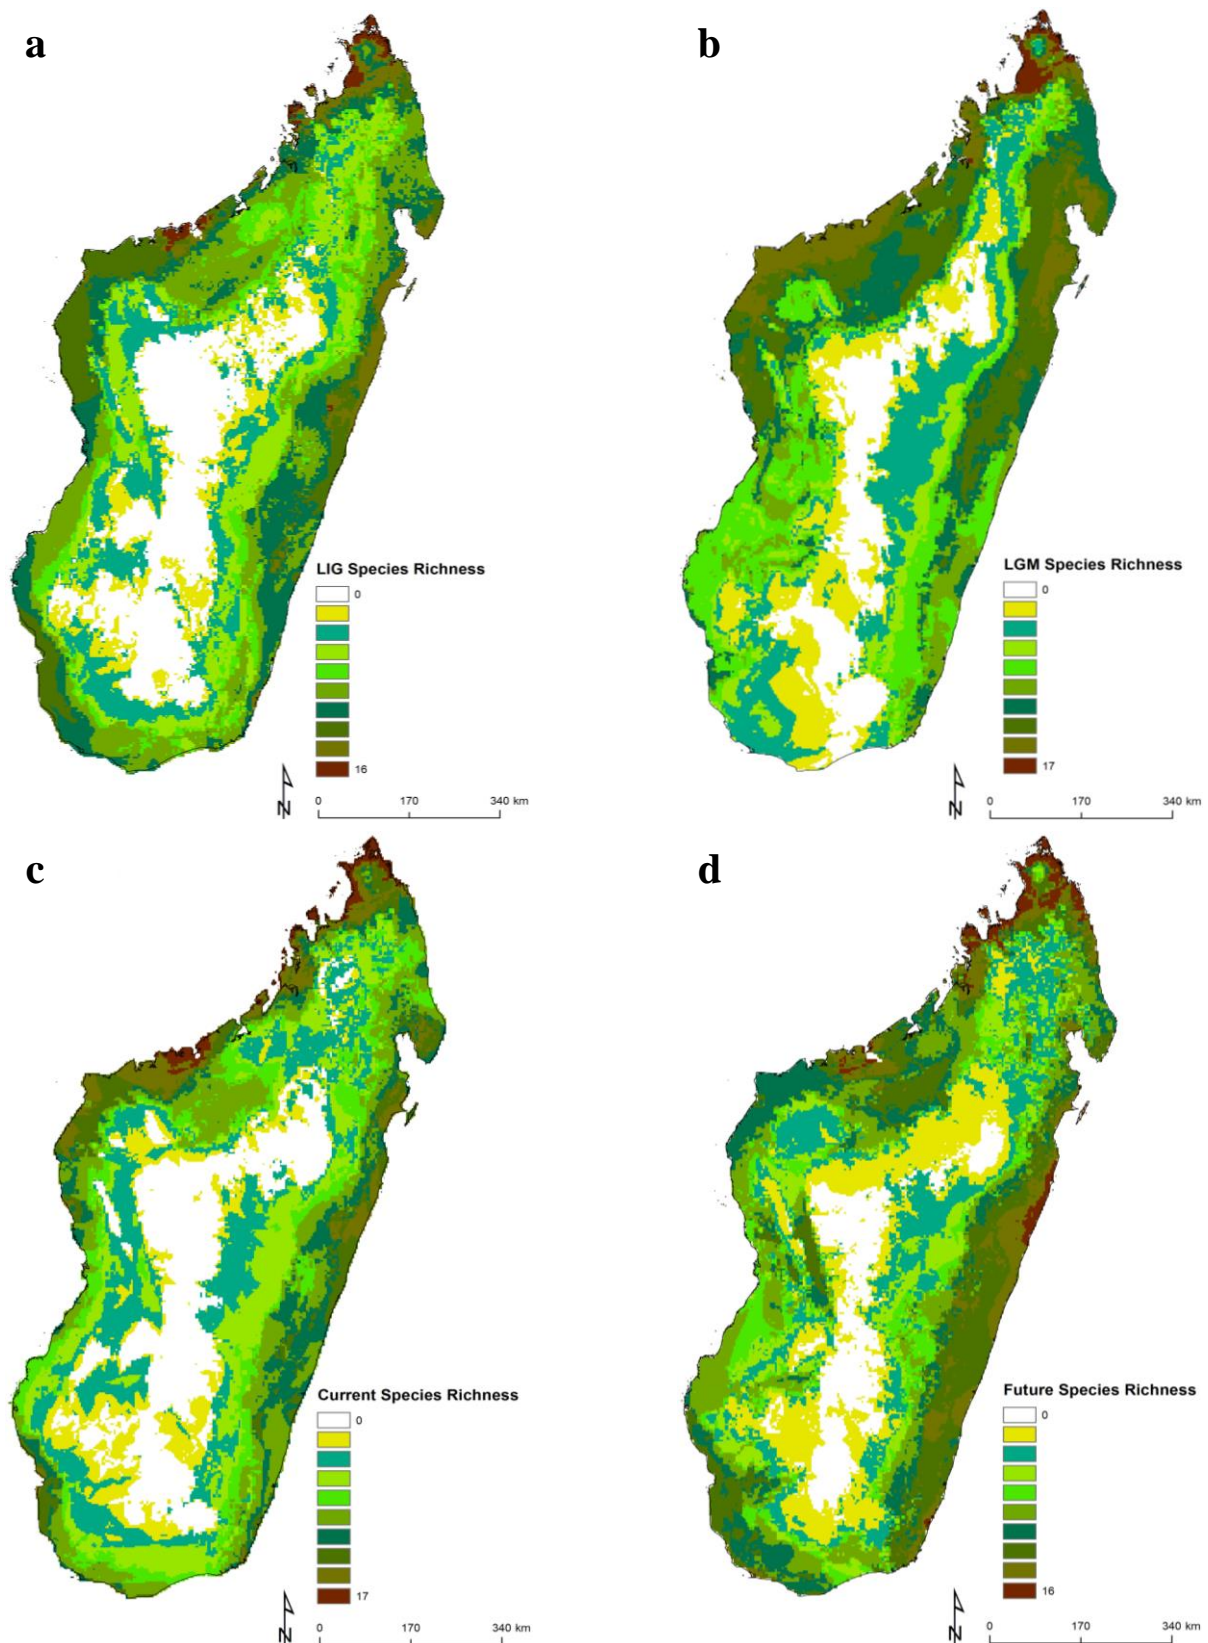 a
b
LIG Species Richness
0
16
N
0 170 340 km
LGM Species Richness
0
17
N
0 170 340 km
c
d
Current Species Richness
0
17
N
0 170 340 km
Future Species Richness
0
16
N
0 170 340 km